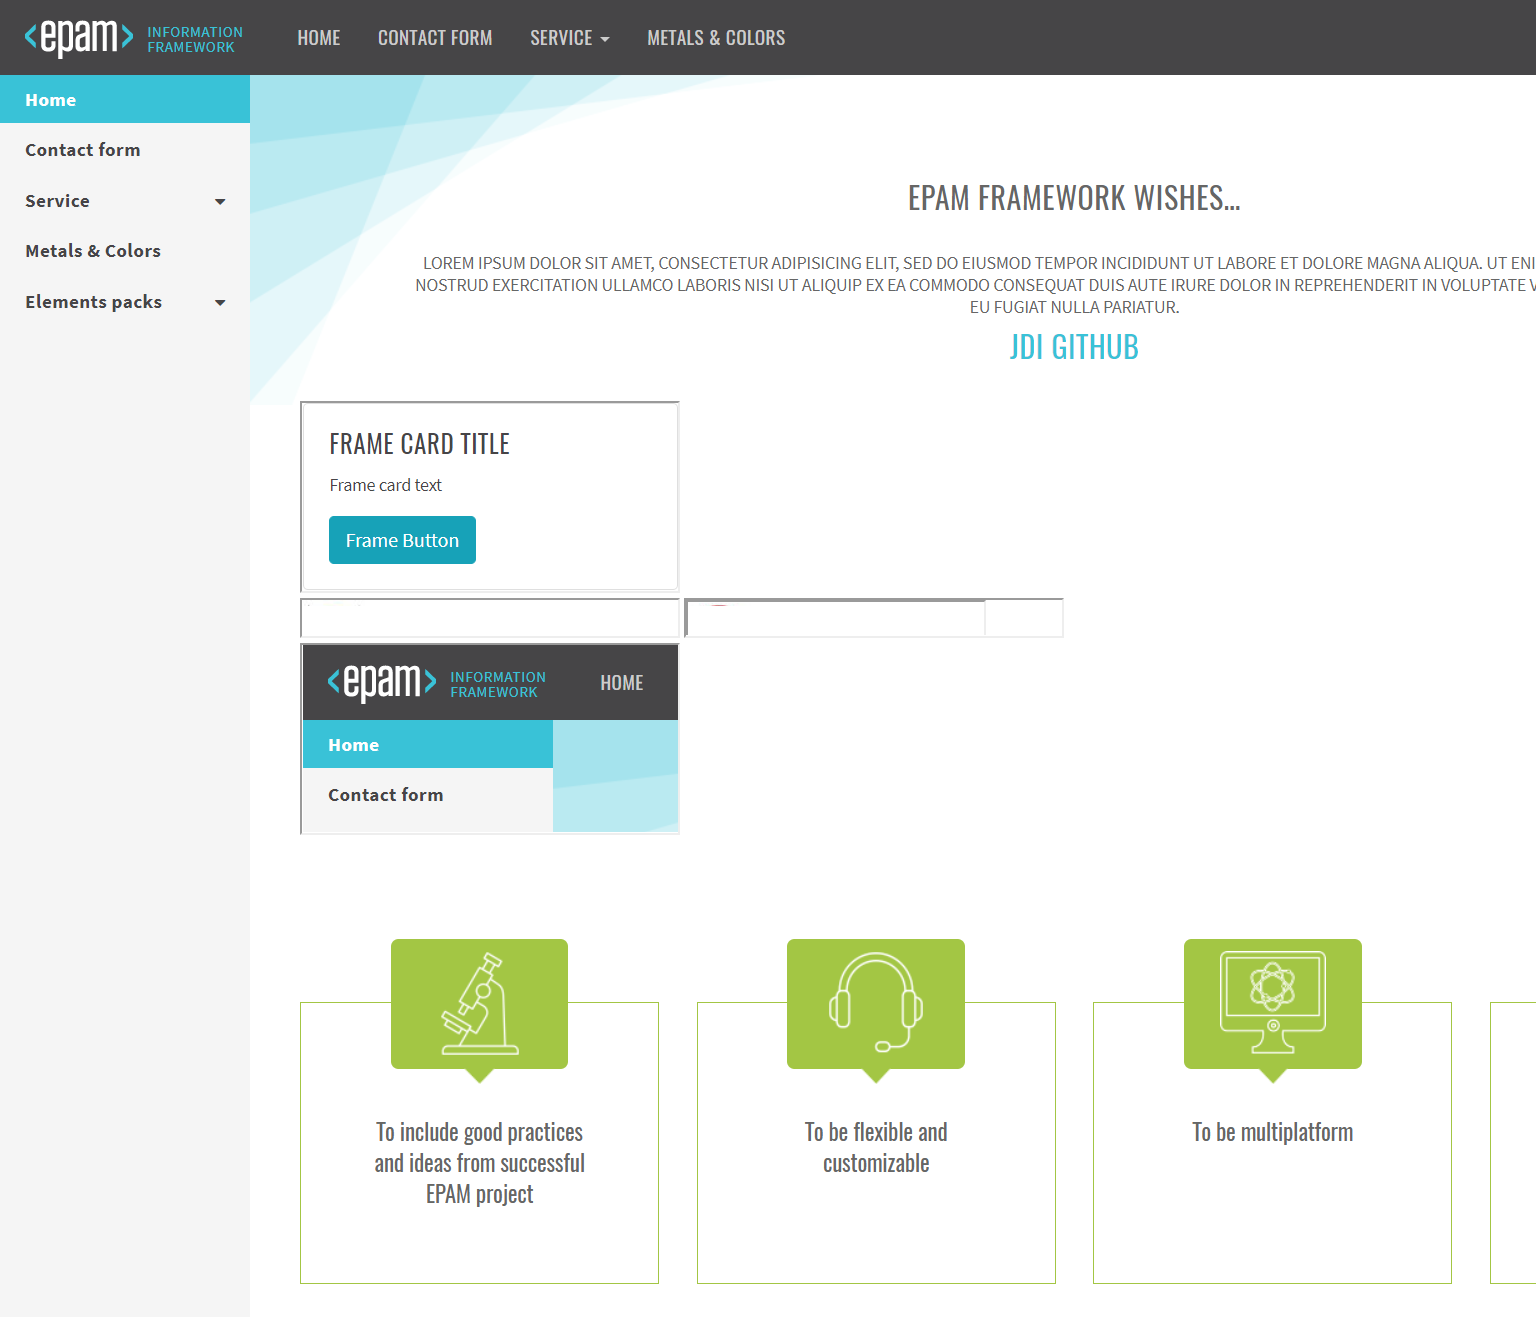 <epam> INFORMATION
FRAMEWORK
HOME CONTACT FORM SERVICE METALS & COLORS
Home
Contact form
Service
Metals & Colors
Elements packs
EPAM FRAMEWORK WISHES...
LOREM IPSUM DOLOR SIT AMET, CONSECTETUR ADIPISICING ELIT, SED DO EIUSMOD TEMPOR INCIDIDUNT UT LABORE ET DOLORE MAGNA ALIQUA. UT ENI
NOSTRUD EXERCITATION ULLAMCO LABORIS NISI UT ALIQUIP EX EA COMMODO CONSEQUAT DUIS AUTE IRURE DOLOR IN REPREHENDERIT IN VOLUPTATE V
EU FUGIAT NULLA PARIATUR.
JDI GITHUB
FRAME CARD TITLE
Frame card text
Frame Button
<epam> INFORMATION
FRAMEWORK
HOME
Home
Contact form
To include good practices
and ideas from successful
EPAM project
To be flexible and
customizable
To be multiplatform